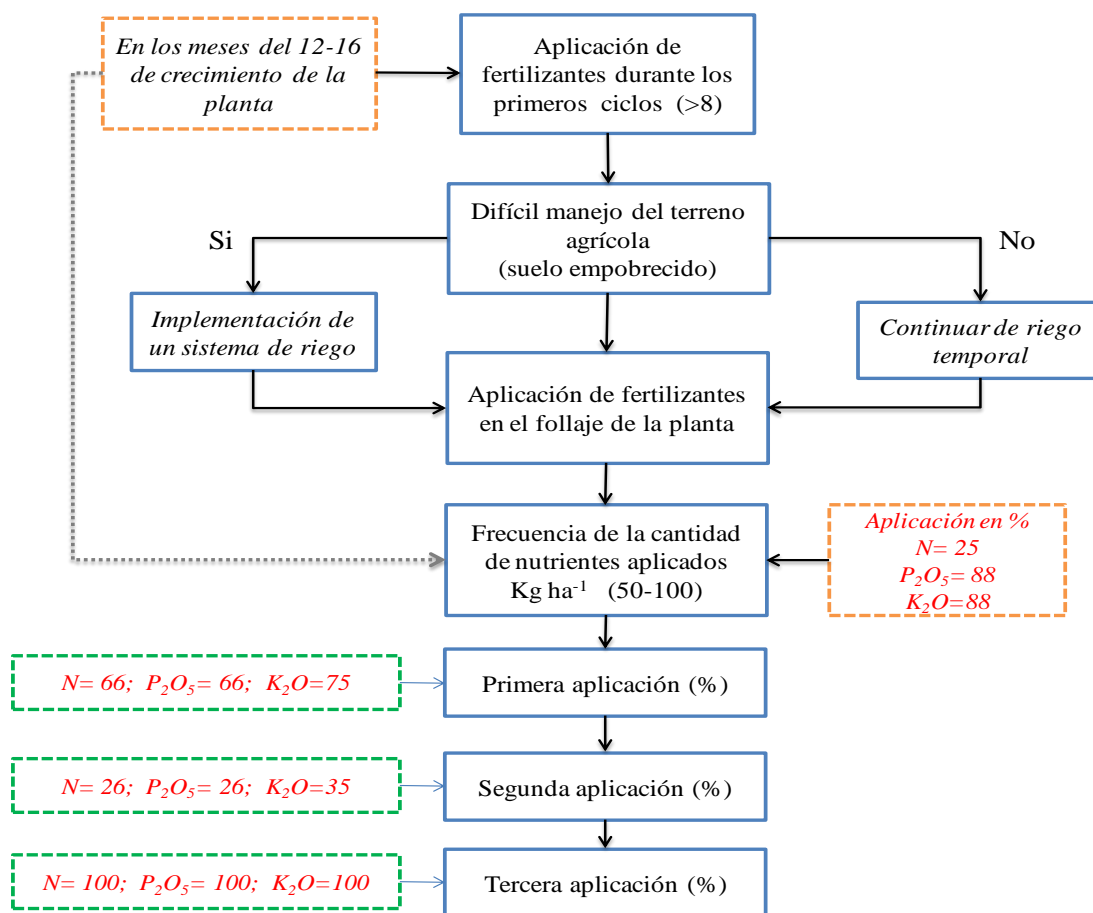 En los meses del 12-16
de crecimiento de la
planta
Aplicación de
fertilizantes durante los
primeros ciclos (>8)
Difícil manejo del terreno
agrícola
(suelo empobrecido)
Si
No
Implementación de
un sistema de riego
Continuar de riego
temporal
Aplicación de fertilizantes
en el follaje de la planta
Frecuencia de la cantidad
de nutrientes aplicados
Kg ha⁻¹ (50-100)
Aplicación en %
N= 25
P₂O₅= 88
K₂O=88
N= 66; P₂O₅= 66; K₂O=75
Primera aplicación (%)
N= 26; P₂O₅= 26; K₂O=35
Segunda aplicación (%)
N= 100; P₂O₅= 100; K₂O=100
Tercera aplicación (%)